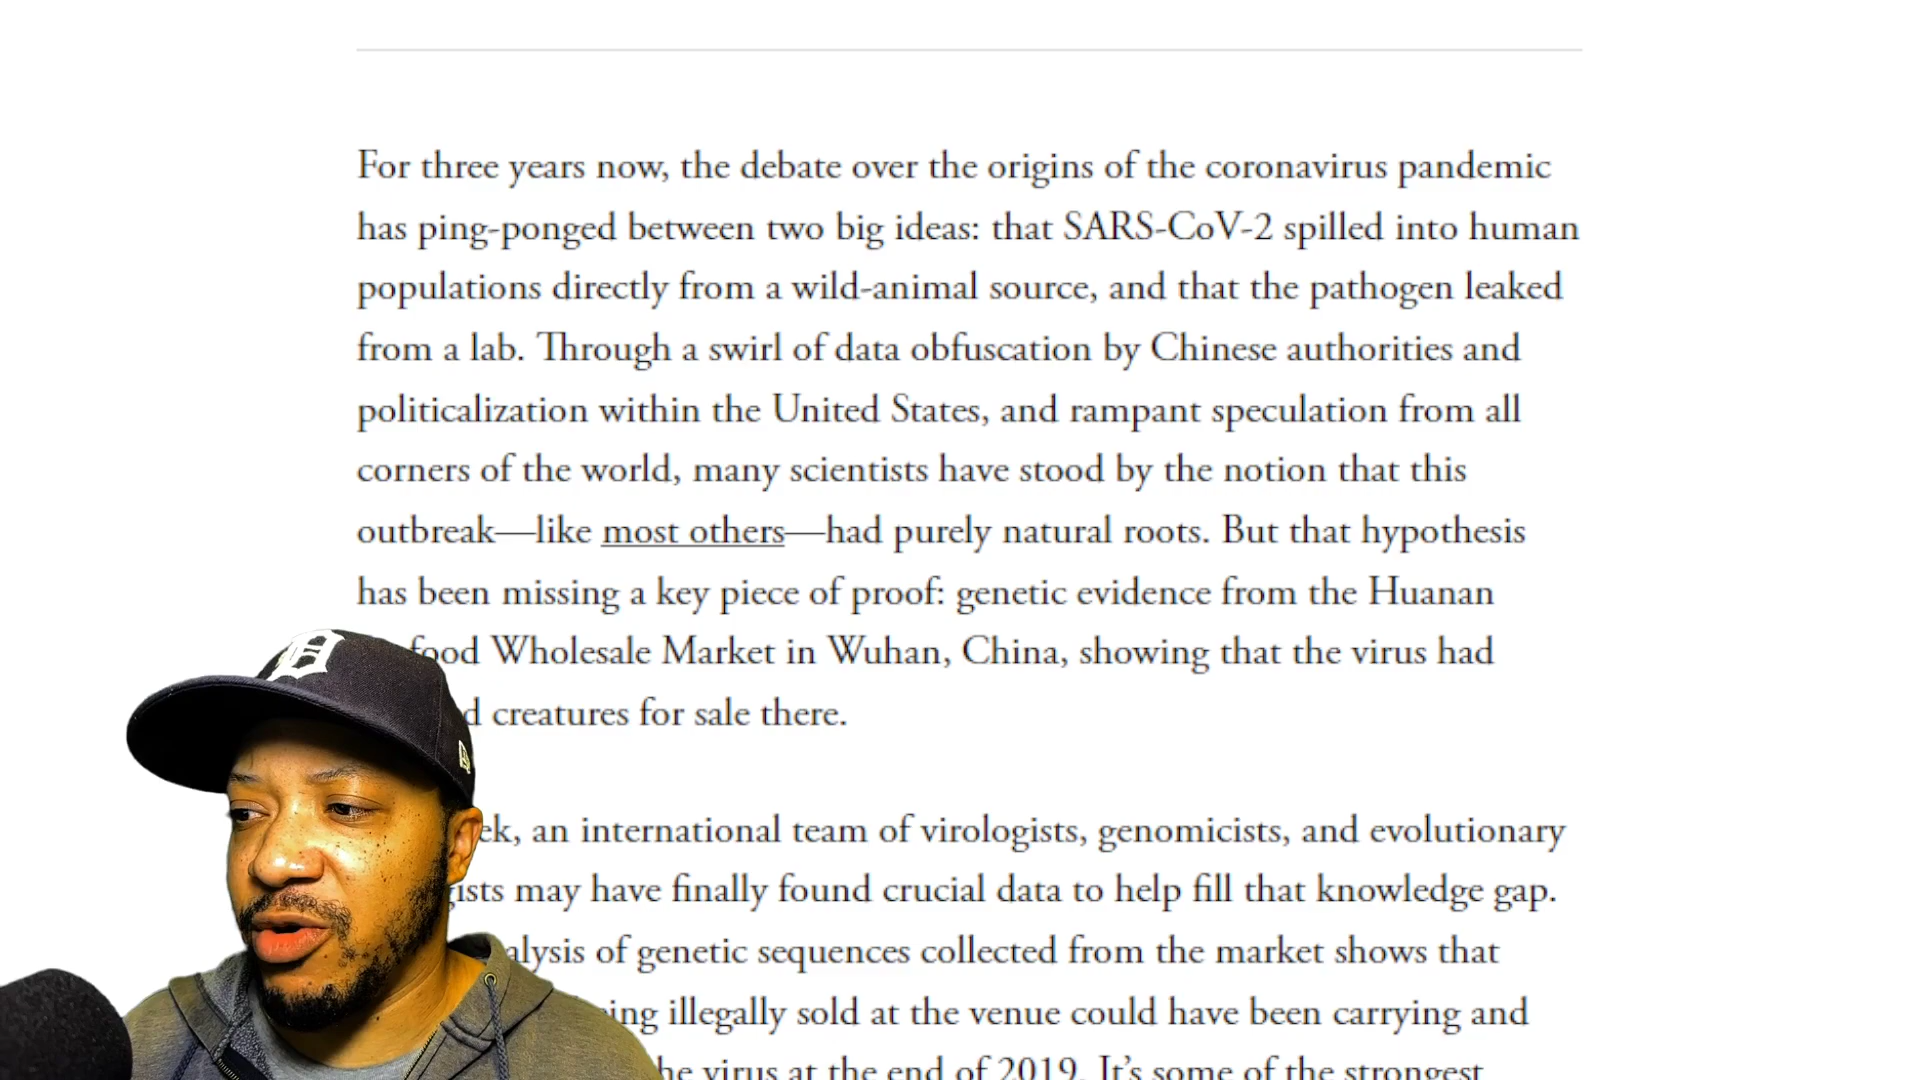 For three years now, the debate over the origins of the coronavirus pandemic
has ping-ponged between two big ideas: that SARS-CoV-2 spilled into human
populations directly from a wild-animal source, and that the pathogen leaked
from a lab. Through a swirl of data obfuscation by Chinese authorities and
politicalization within the United States, and rampant speculation from all
corners of the world, many scientists have stood by the notion that this
outbreak—like most others—had purely natural roots. But that hypothesis
has been missing a key piece of proof: genetic evidence from the Huanan
food Wholesale Market in Wuhan, China, showing that the virus had
creatures for sale there.
an international team of virologists, genomicists, and evolutionary
may have finally found crucial data to help fill that knowledge gap.
of genetic sequences collected from the market shows that
illegally sold at the venue could have been carrying and
virus at the end of 2019. It's some of the strongest